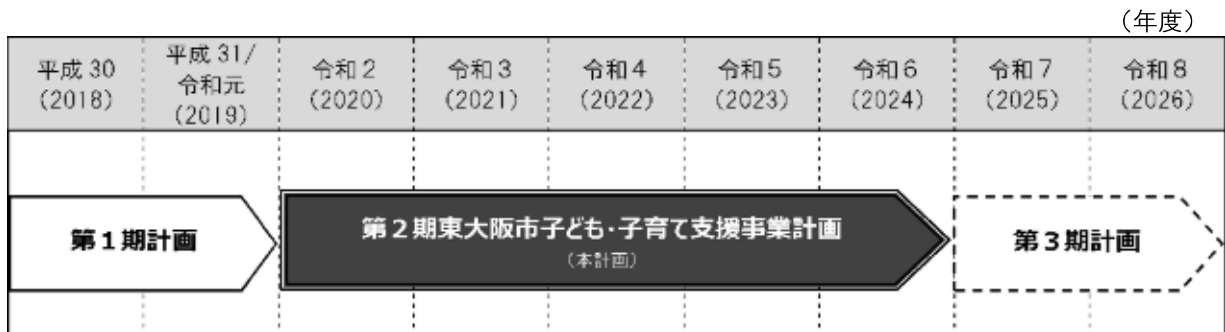 （年度）
平成 30
（2018）
平成 31/
令和元
（2019）
令和２
（2020）
令和３
（2021）
令和４
（2022）
令和５
（2023）
令和６
（2024）
令和７
（2025）
令和８
（2026）
第１期計画
第２期東大阪市子ども･子育て支援事業計画
（本計画）
第３期計画